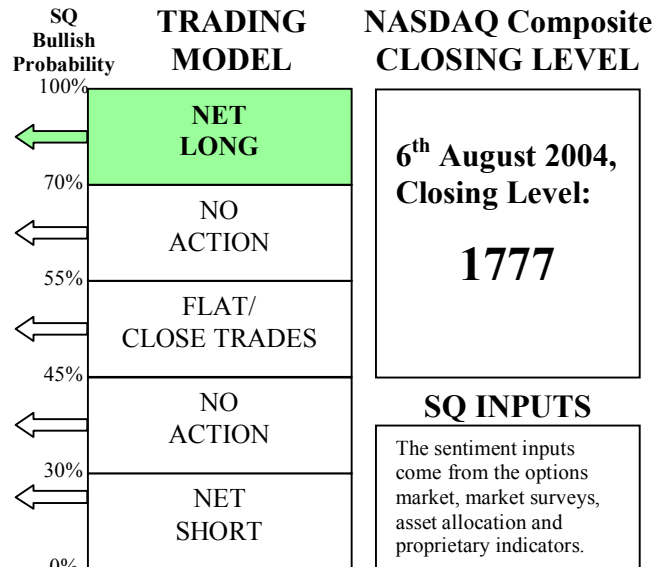 SQ
Bullish
Probability
TRADING
MODEL
100%
NET
LONG
70%
NO
ACTION
55%
FLAT/
CLOSE TRADES
45%
NO
ACTION
30%
NET
SHORT
0%
NASDAQ Composite
CLOSING LEVEL
6th August 2004,
Closing Level:
1777
SQ INPUTS
The sentiment inputs
come from the options
market, market surveys,
asset allocation and
proprietary indicators.